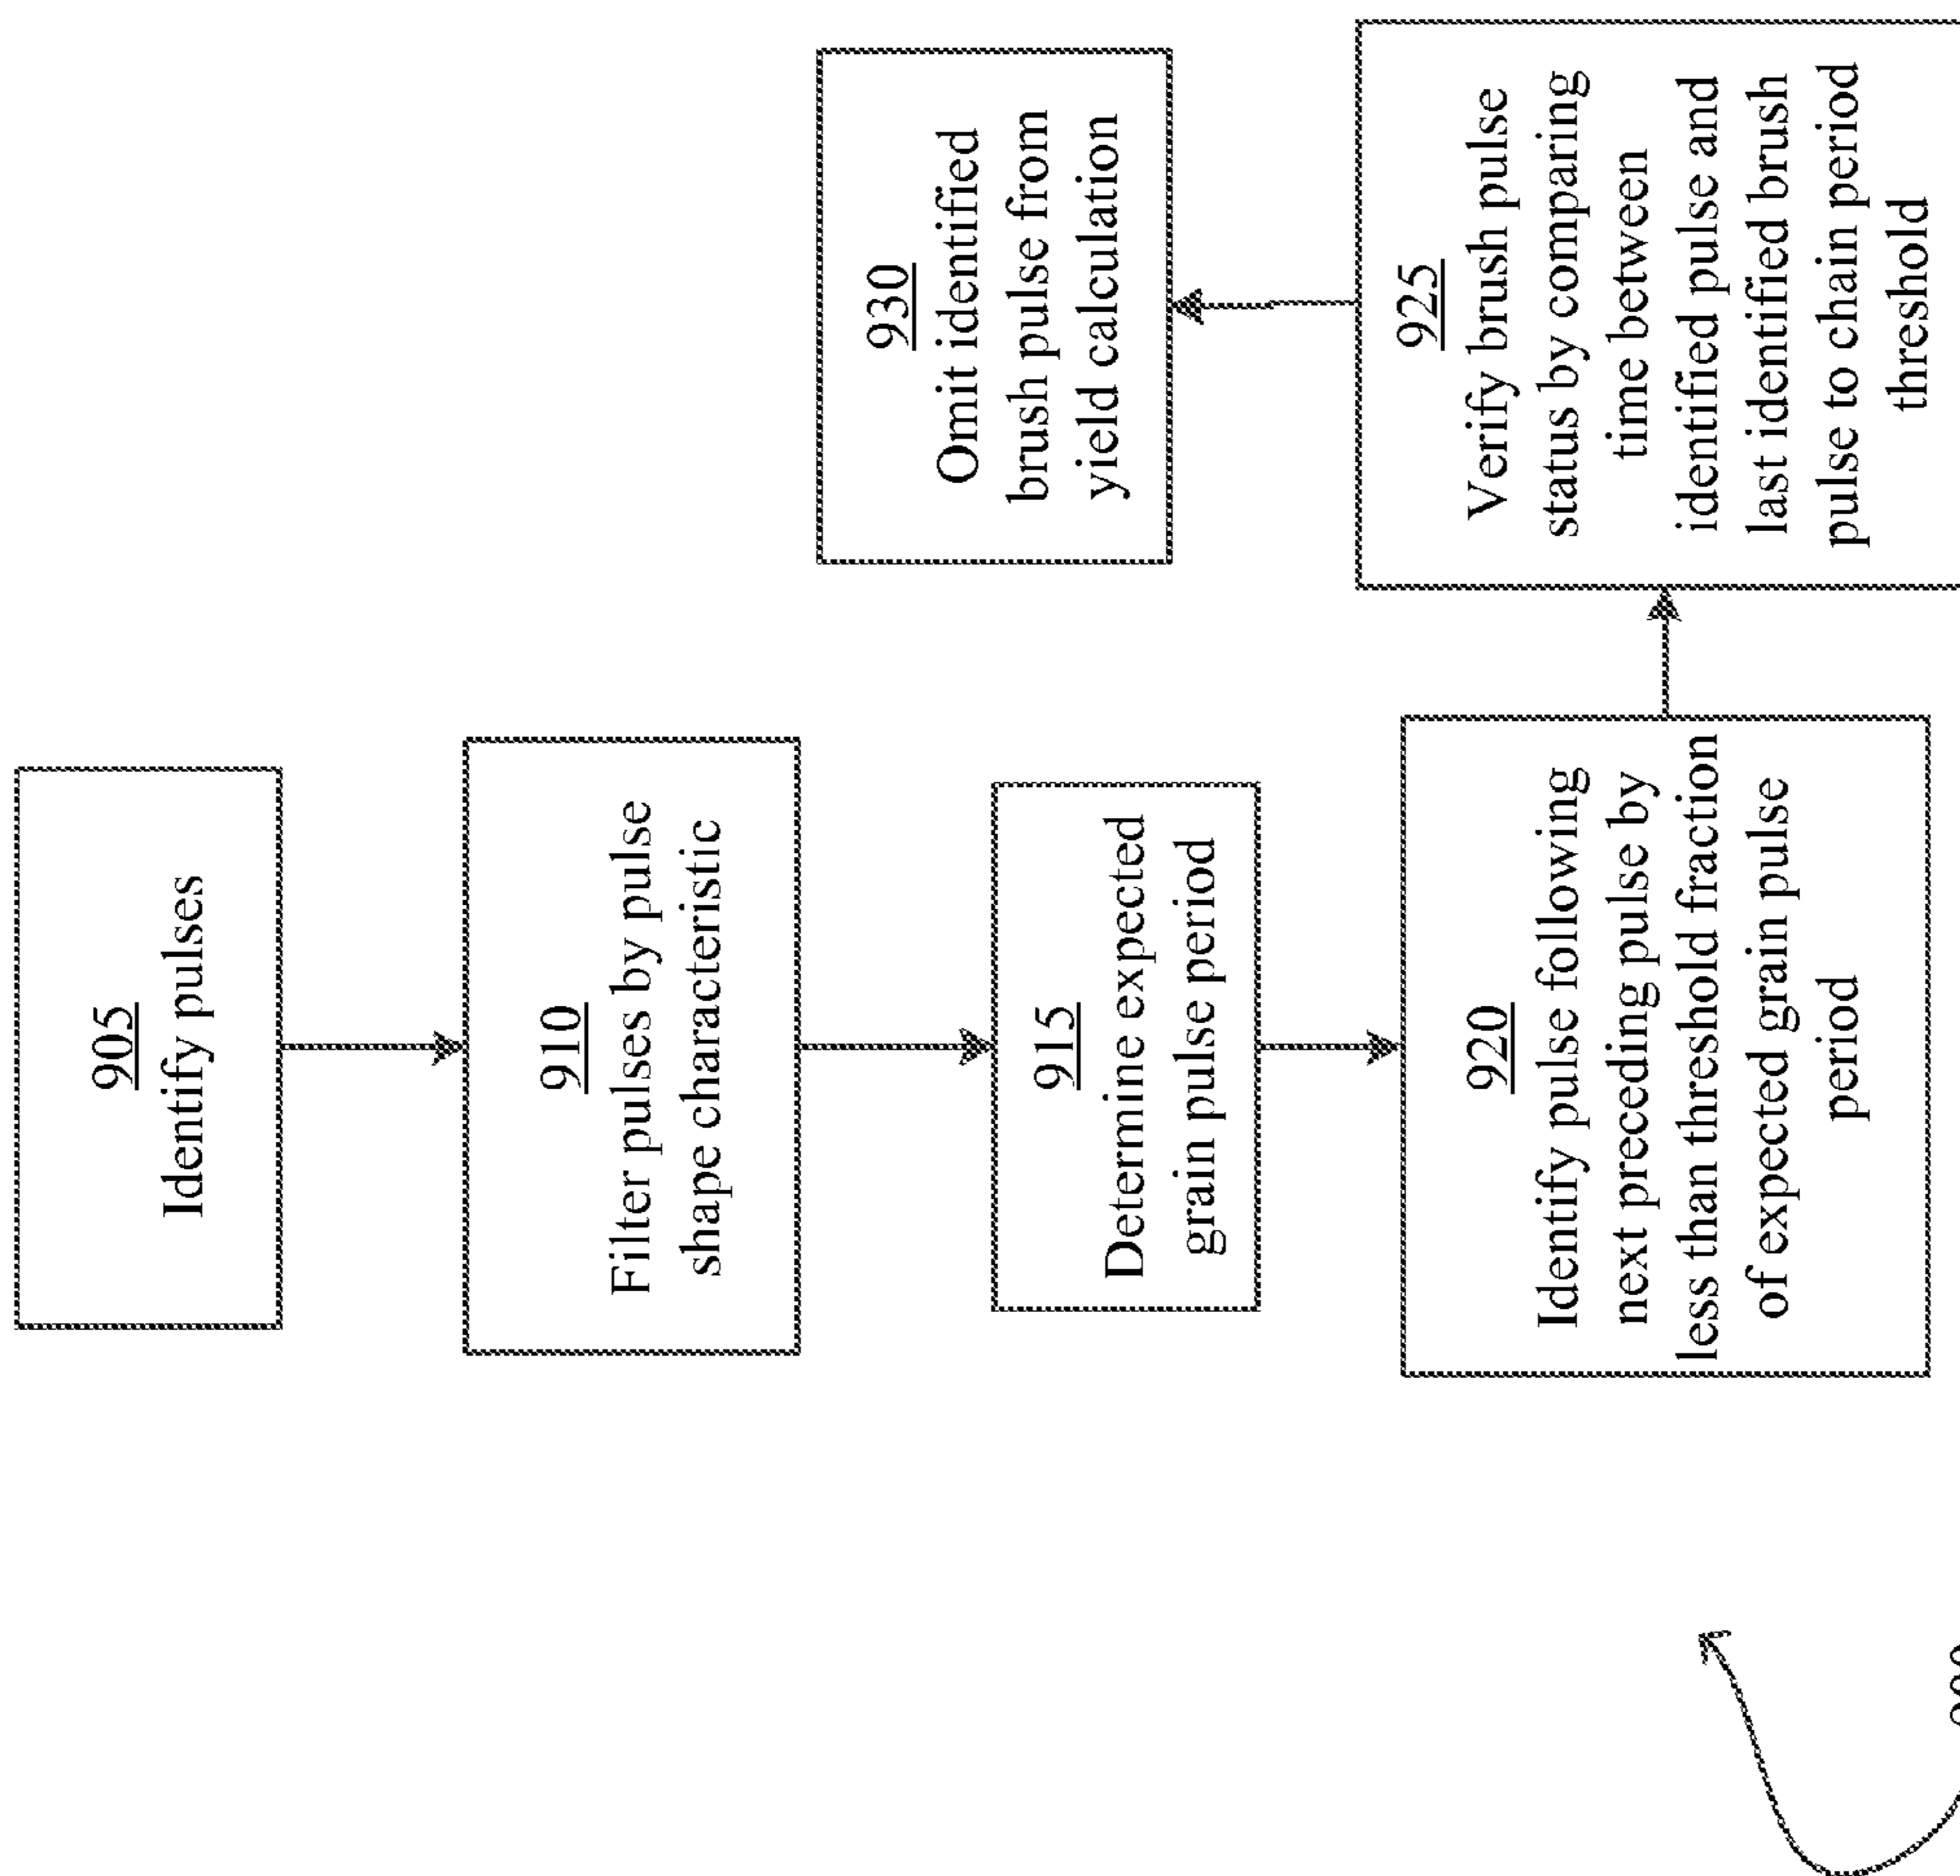 905
Identify pulses
910
Filter pulses by pulse
shape characteristic
915
Determine expected
grain pulse period
920
Identify pulse following
next preceding pulse by
less than threshold fraction
of expected grain pulse
period
925
Verify brush pulse
status by comparing
time between
identified pulse and
last identified brush
pulse to chain period
threshold
930
Omit identified
brush pulse from
yield calculation